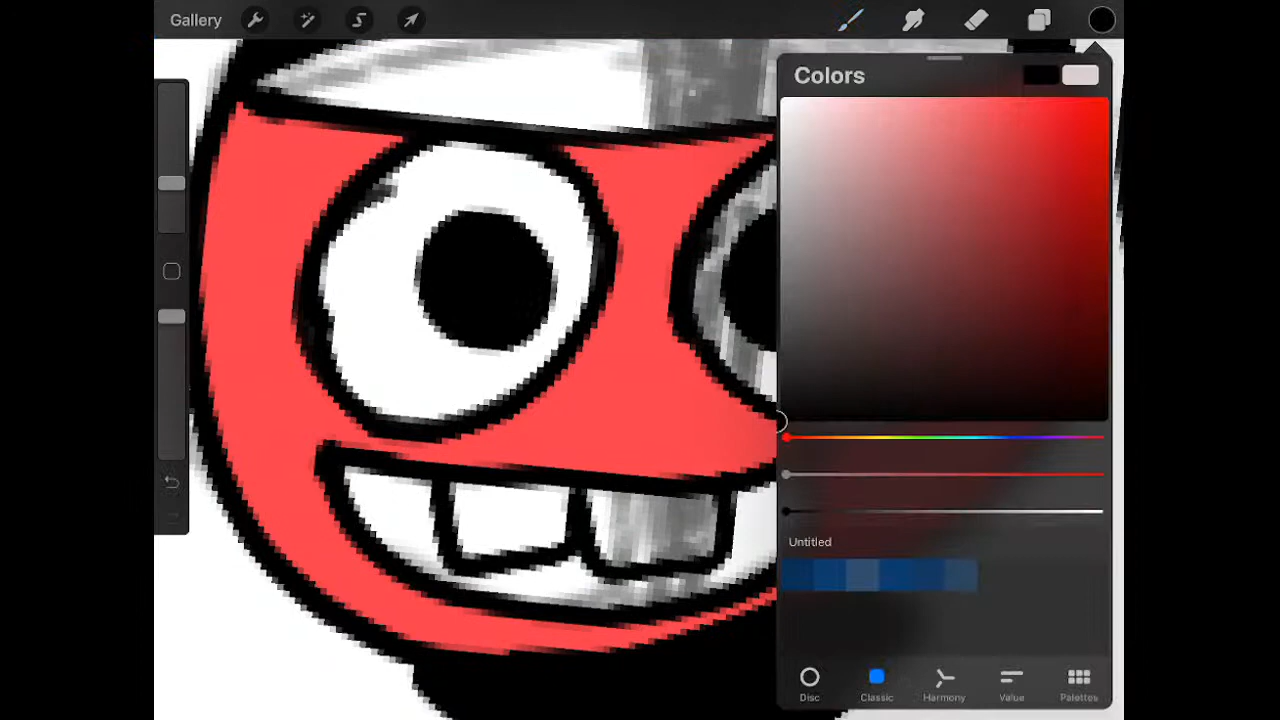 Gallery
Colors
Untitled
Disc
Classic
Harmony
Value
Palettes